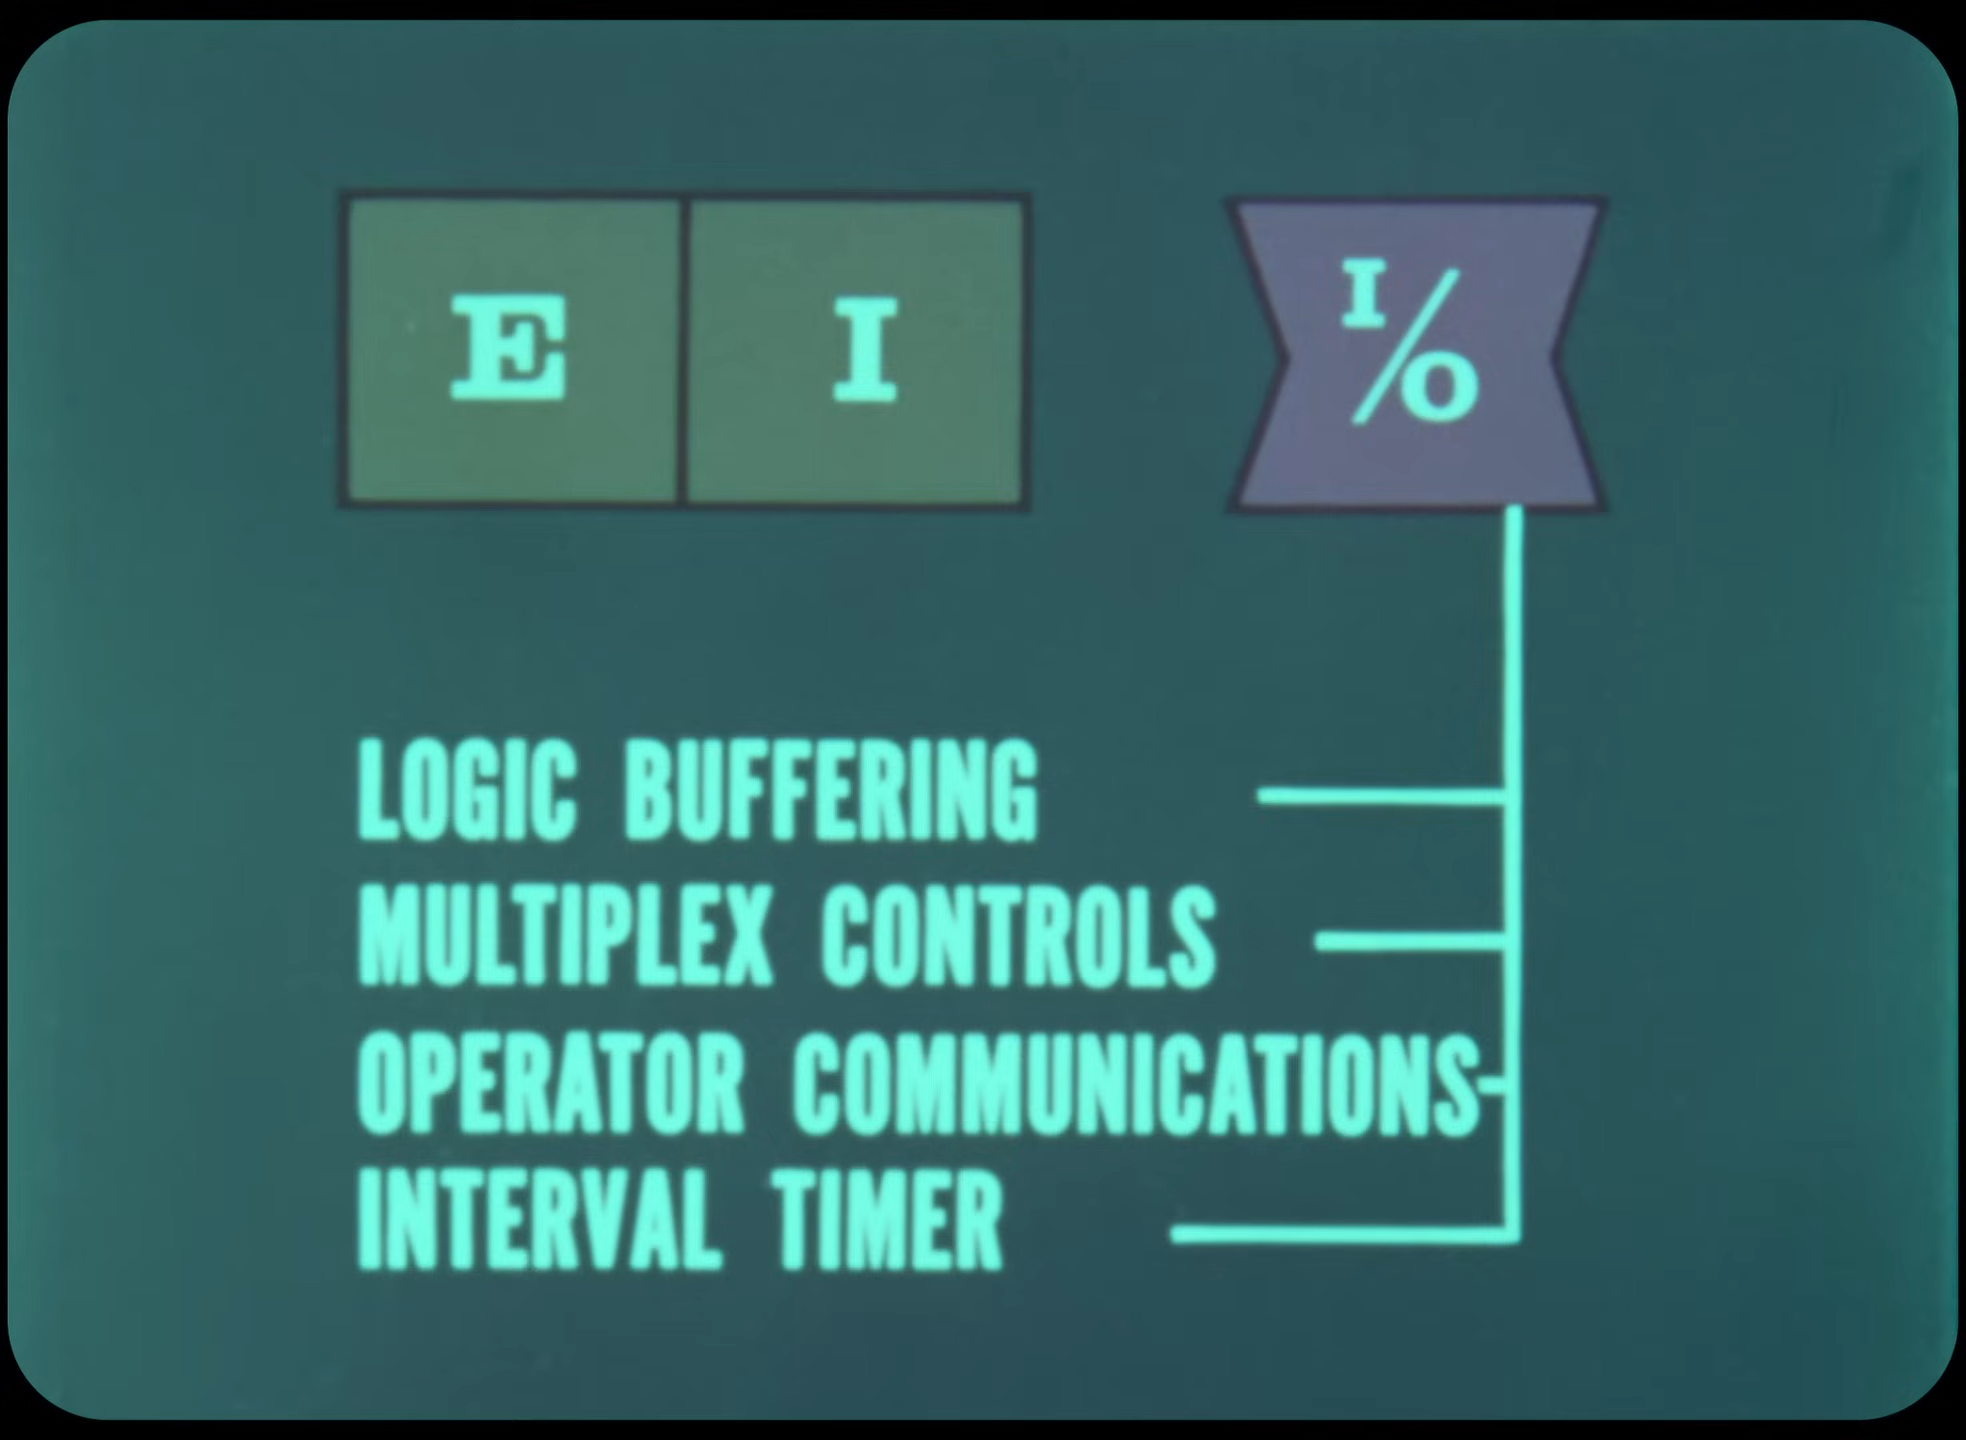 E I I/O
LOGIC BUFFERING
MULTIPLEX CONTROLS
OPERATOR COMMUNICATIONS
INTERVAL TIMER